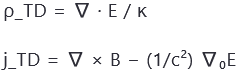 ρ_TD = ∇ · E / κ
j_TD = ∇ × B − (1/c²) ∇₀E